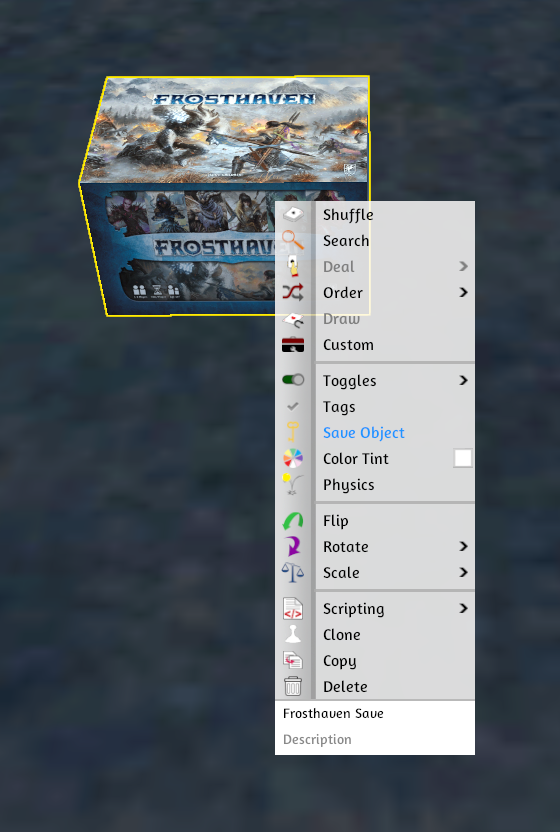 FROSTHAVEN
FROSTHAVEN
Shuffle
Search
Deal
Order
Draw
Custom
Toggles
Tags
Save Object
Color Tint
Physics
Flip
Rotate
Scale
Scripting
Clone
Copy
Delete
Frosthaven Save
Description